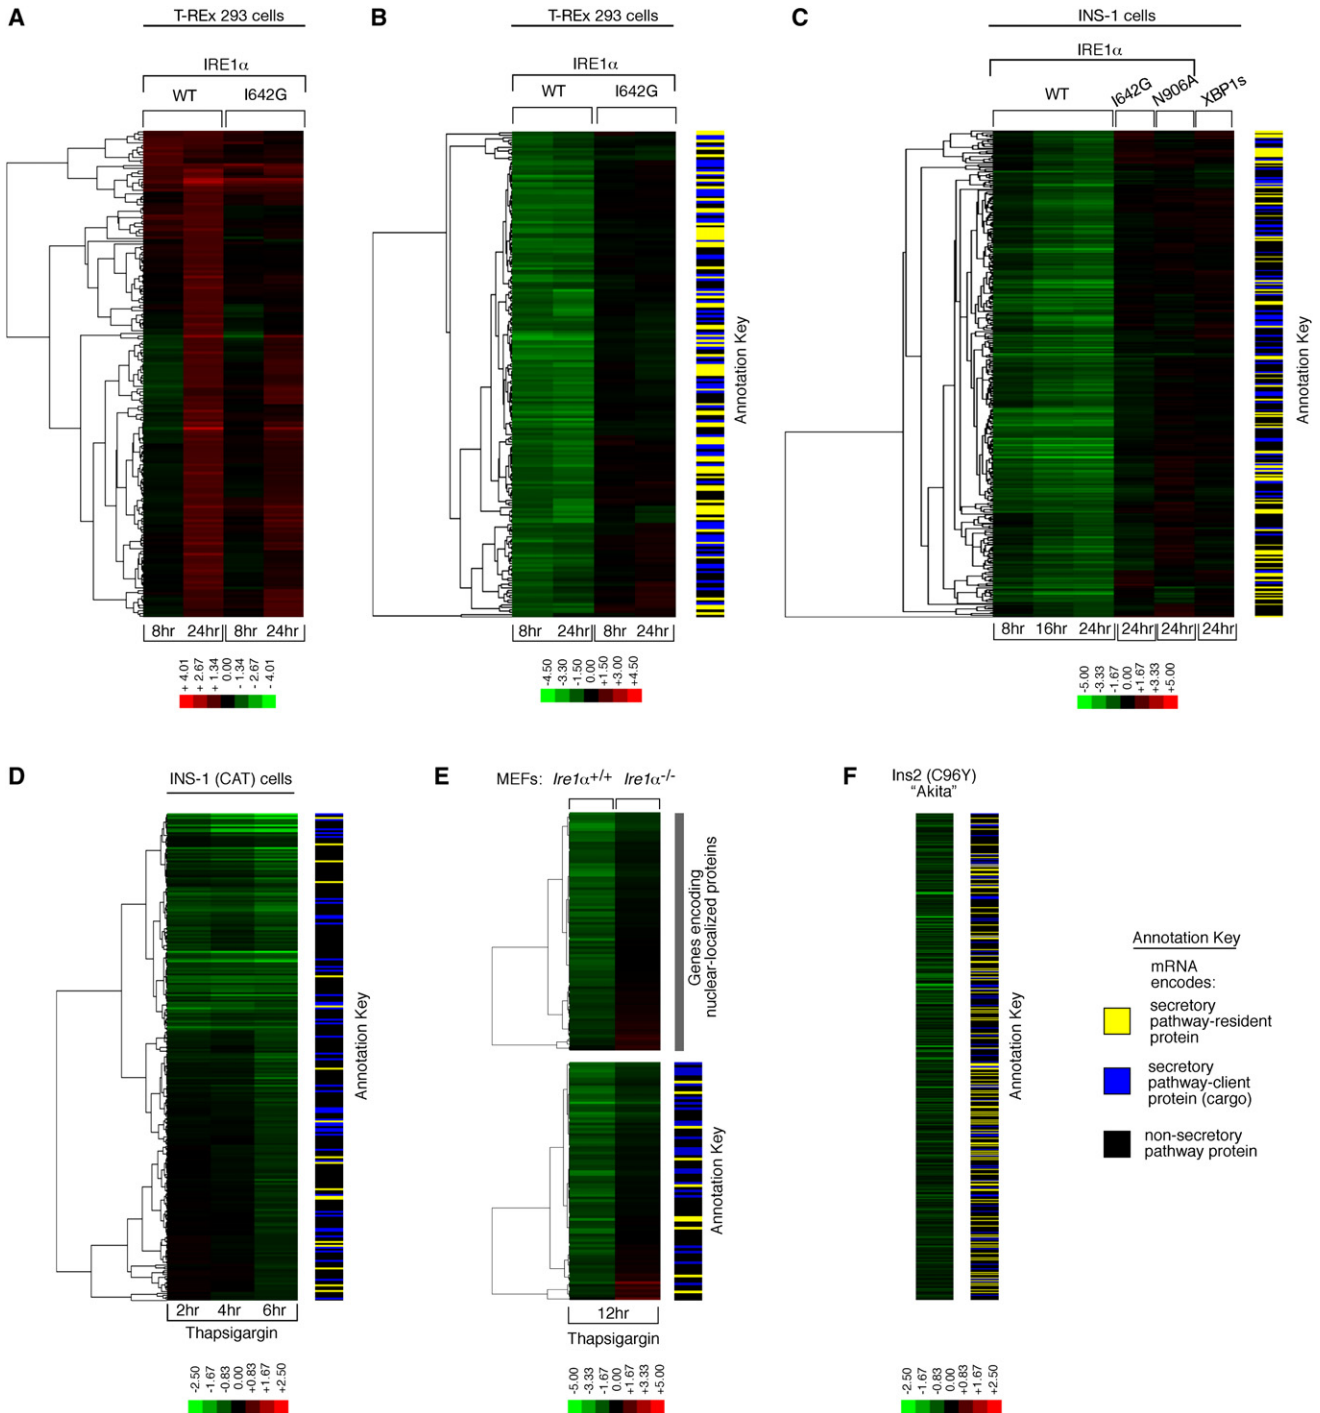 A
T-REx 293 cells
IRE1α
WT
I642G
8hr
24hr
8hr
24hr
+ 4.01
+ 2.67
+ 1.34
0.00
- 1.34
- 2.67
- 4.01
B
T-REx 293 cells
IRE1α
WT
I642G
Annotation Key
8hr
24hr
8hr
24hr
-4.50
-3.30
-1.50
0.00
+1.50
+3.00
+4.50
C
INS-1 cells
IRE1α
WT
I642G
N906A
XBP1s
Annotation Key
8hr
16hr
24hr
24hr
24hr
24hr
-5.00
-3.33
-1.67
0.00
+1.67
+3.33
+5.00
D
INS-1 (CAT) cells
Annotation Key
2hr
4hr
6hr
Thapsigargin
-2.50
-1.67
-0.83
0.00
+0.83
+1.67
+2.50
E
MEFs: Ire1α+/+ Ire1α-/-
Genes encoding
nuclear-localized proteins
Annotation Key
12hr
Thapsigargin
-5.00
-3.33
-1.67
0.00
+1.67
+3.33
+5.00
F
Ins2 (C96Y)
“Akita”
Annotation Key
-2.50
-1.67
-0.83
0.00
+0.83
+1.67
+2.50
Annotation Key
mRNA
encodes:
secretory
pathway-resident
protein
secretory
pathway-client
protein (cargo)
non-secretory
pathway protein